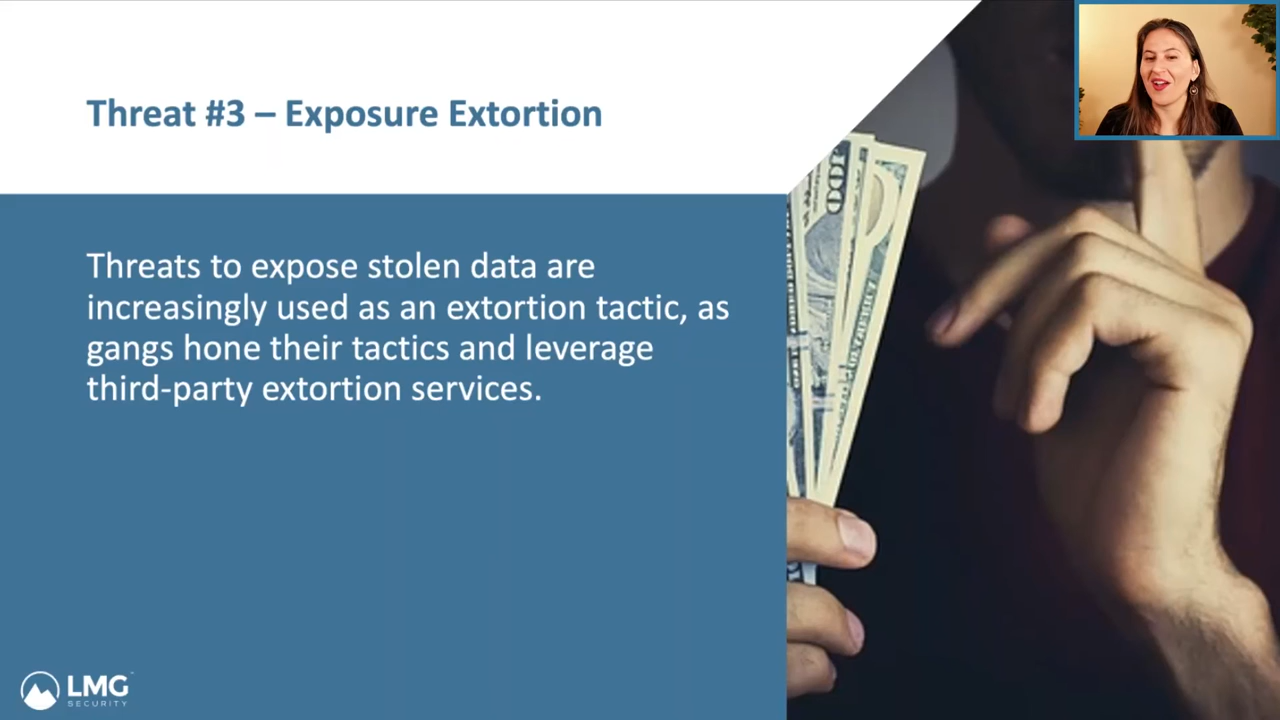 Threat #3 – Exposure Extortion
Threats to expose stolen data are
increasingly used as an extortion tactic, as
gangs hone their tactics and leverage
third-party extortion services.
100
LMG
SECURITY